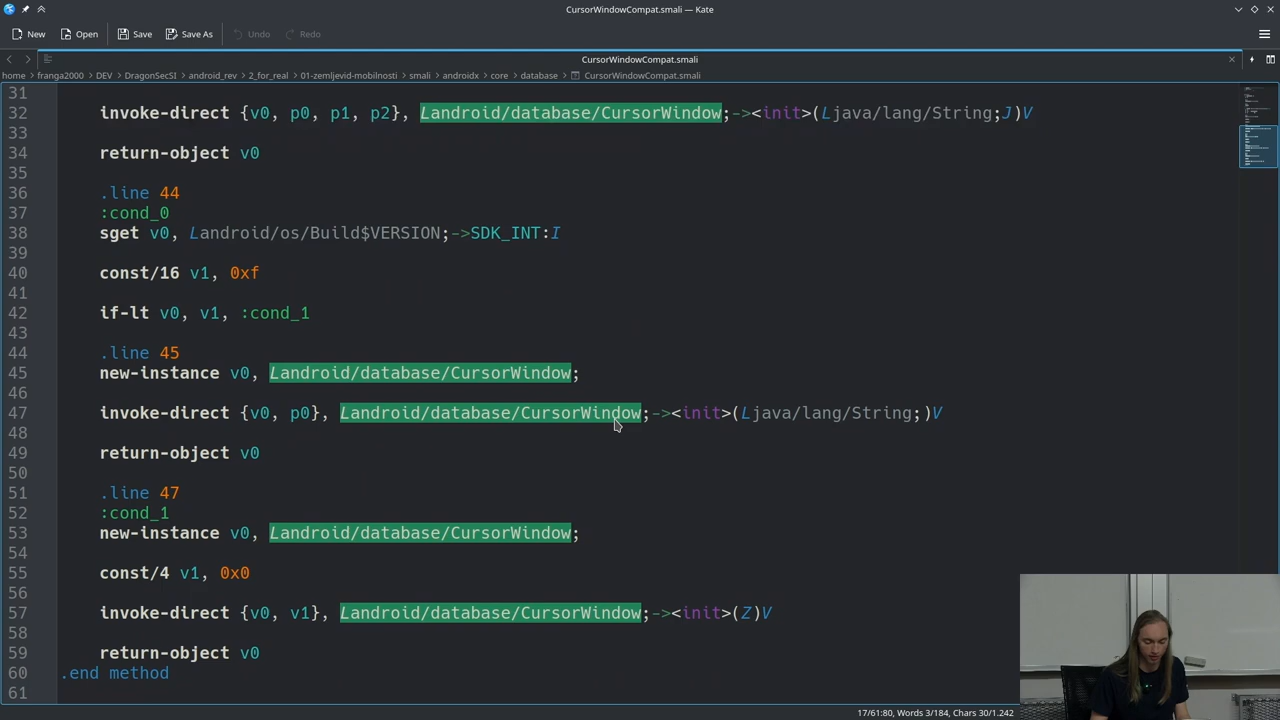 CursorWindowCompat.smali — Kate
New Open Save Save As Undo Redo
CursorWindowCompat.smali
home franga2000 DEV DragonSecSI android_rev 2_for_real 01-zemljevid-mobilnosti smali androidx core database CursorWindowCompat.smali
31
32 invoke-direct {v0, p0, p1, p2}, Landroid/database/CursorWindow;-><init>(Ljava/lang/String;J)V
33
34 return-object v0
35
36 .line 44
37 :cond_0
38 sget v0, Landroid/os/Build$VERSION;->SDK_INT:I
39
40 const/16 v1, 0xf
41
42 if-lt v0, v1, :cond_1
43
44 .line 45
45 new-instance v0, Landroid/database/CursorWindow;
46
47 invoke-direct {v0, p0}, Landroid/database/CursorWindow;-><init>(Ljava/lang/String;)V
48
49 return-object v0
50
51 .line 47
52 :cond_1
53 new-instance v0, Landroid/database/CursorWindow;
54
55 const/4 v1, 0x0
56
57 invoke-direct {v0, v1}, Landroid/database/CursorWindow;-><init>(Z)V
58
59 return-object v0
60 .end method
61
17/61:80, Words 3/184, Chars 30/1.242